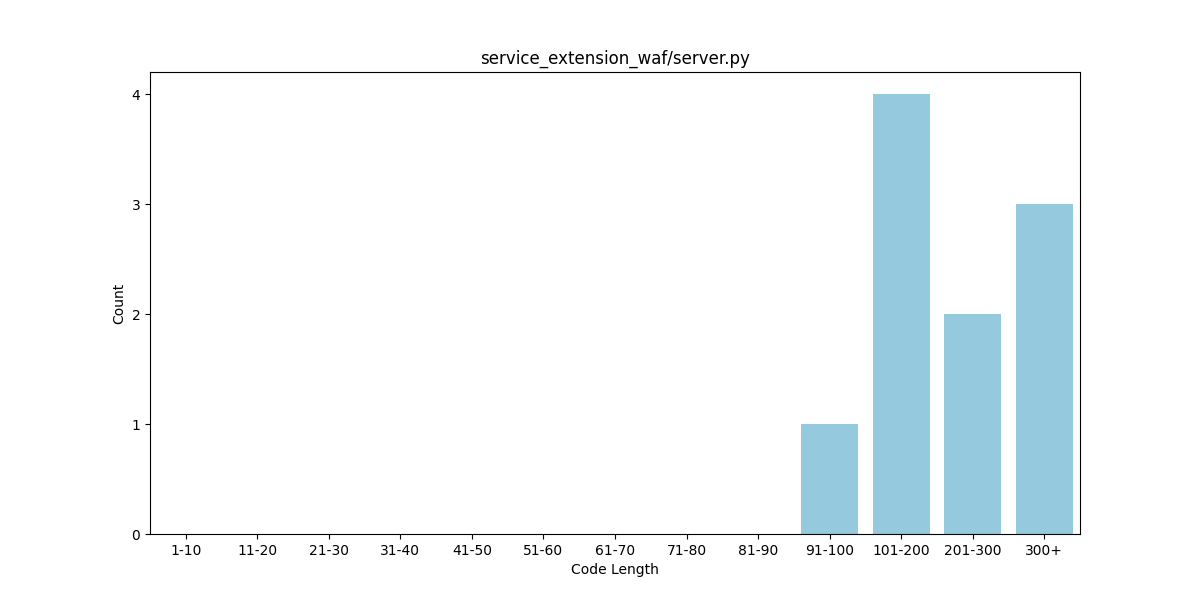 service_extension_waf/server.py
4
3
2
1
0
Count
1-10 11-20 21-30 31-40 41-50 51-60 61-70 71-80 81-90 91-100 101-200 201-300 300+
Code Length